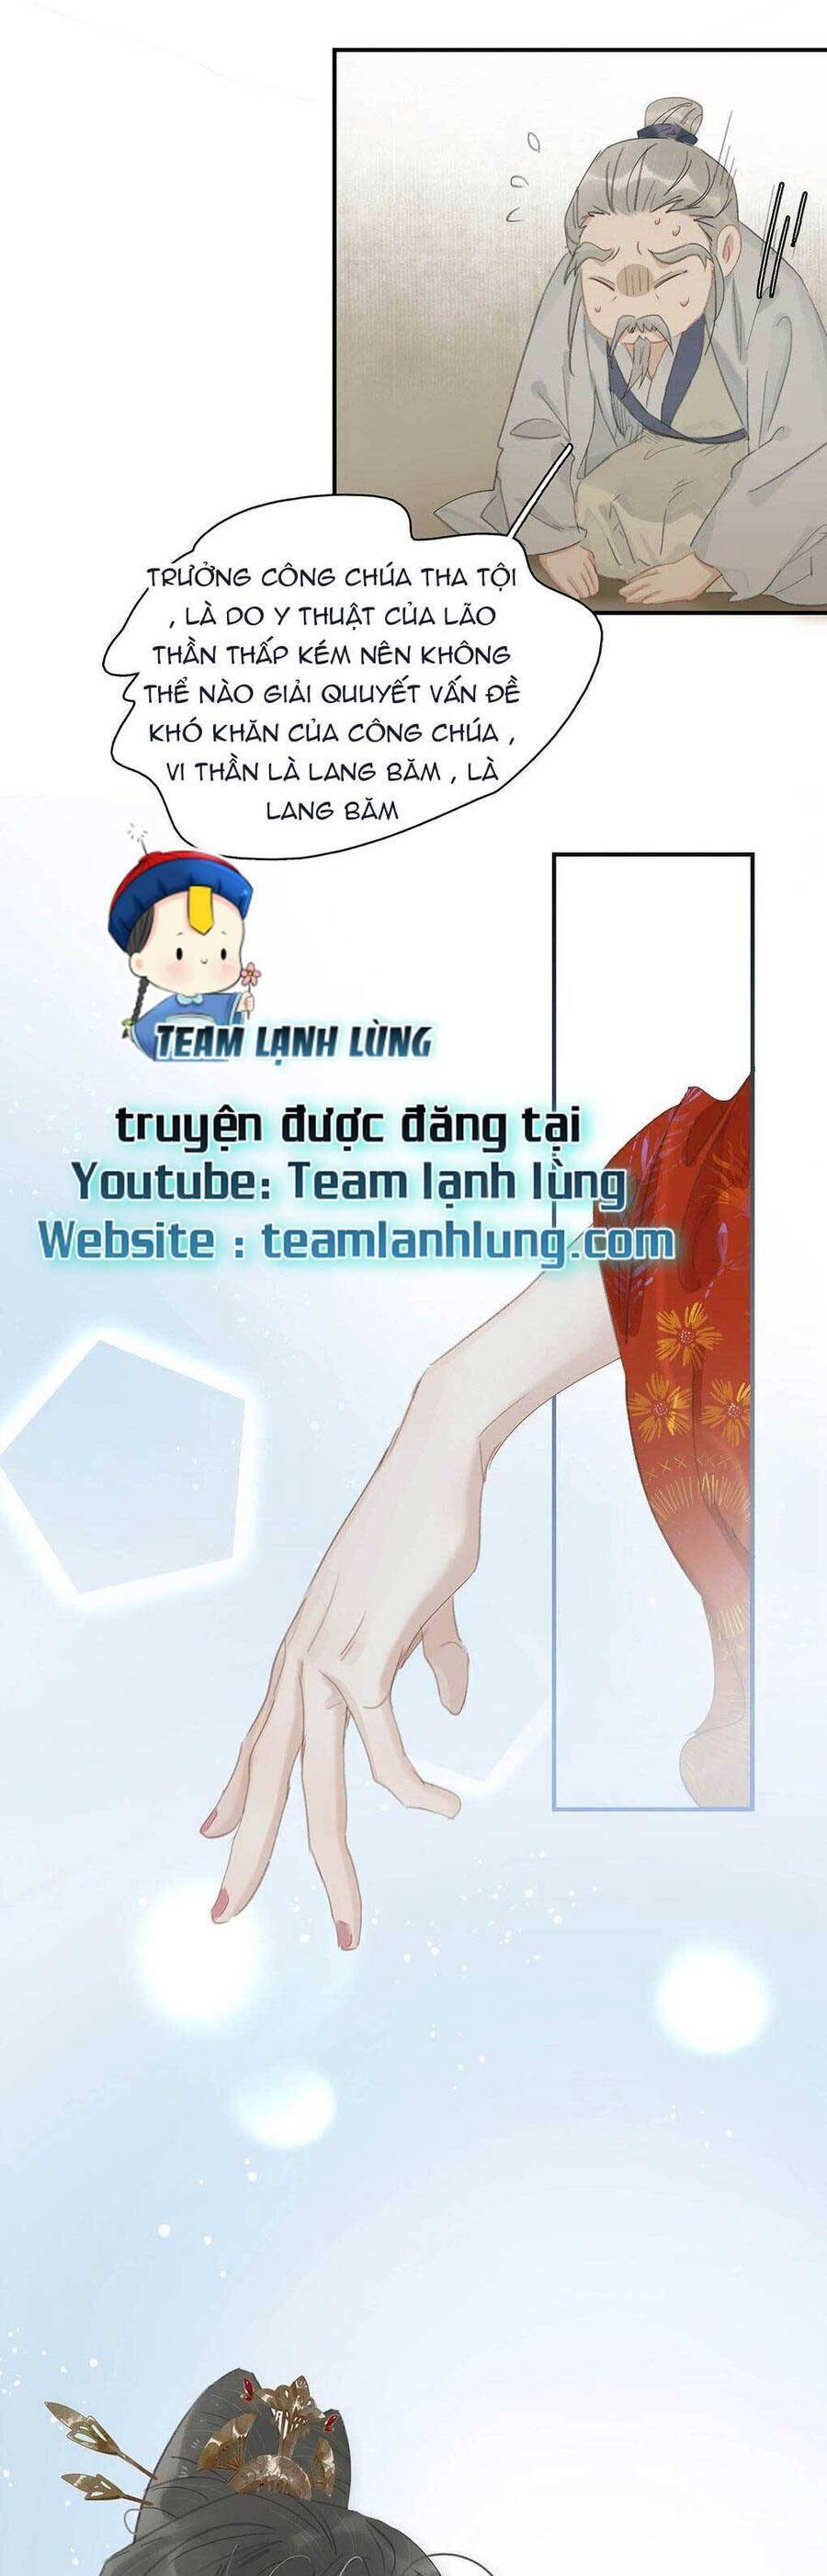 TRƯỞNG CÔNG CHÚA THA TỘI
, LÀ DO Y THUẬT CỦA LÃO
THẦN THẤP KÉM NÊN KHÔNG
THỂ NÀO GIẢI QUUYẾT VẤN ĐỀ
KHÓ KHĂN CỦA CÔNG CHÚA ,
VI THẦN LÀ LANG BĂM , LÀ
LANG BĂM
TEAM LẠNH LÙNG
truyện được đăng tại
Youtube: Team lạnh lùng
Website : teamlanhlung.com